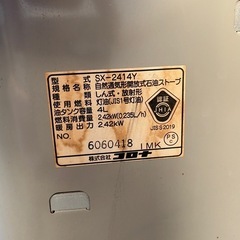 型式 SX-2414Y
規格名称 自然通気形開放式石油ストーブ
種類 しん式・放射形
使用燃料 灯油(JIS1号灯油)
油タンク容量 4L
燃料消費量 2.42kW(0.235L/h)
暖房出力 2.42kW
認証
JHIA
JIS S 2019
NO. 6060418 LMK
PSC
株式会社コロナ